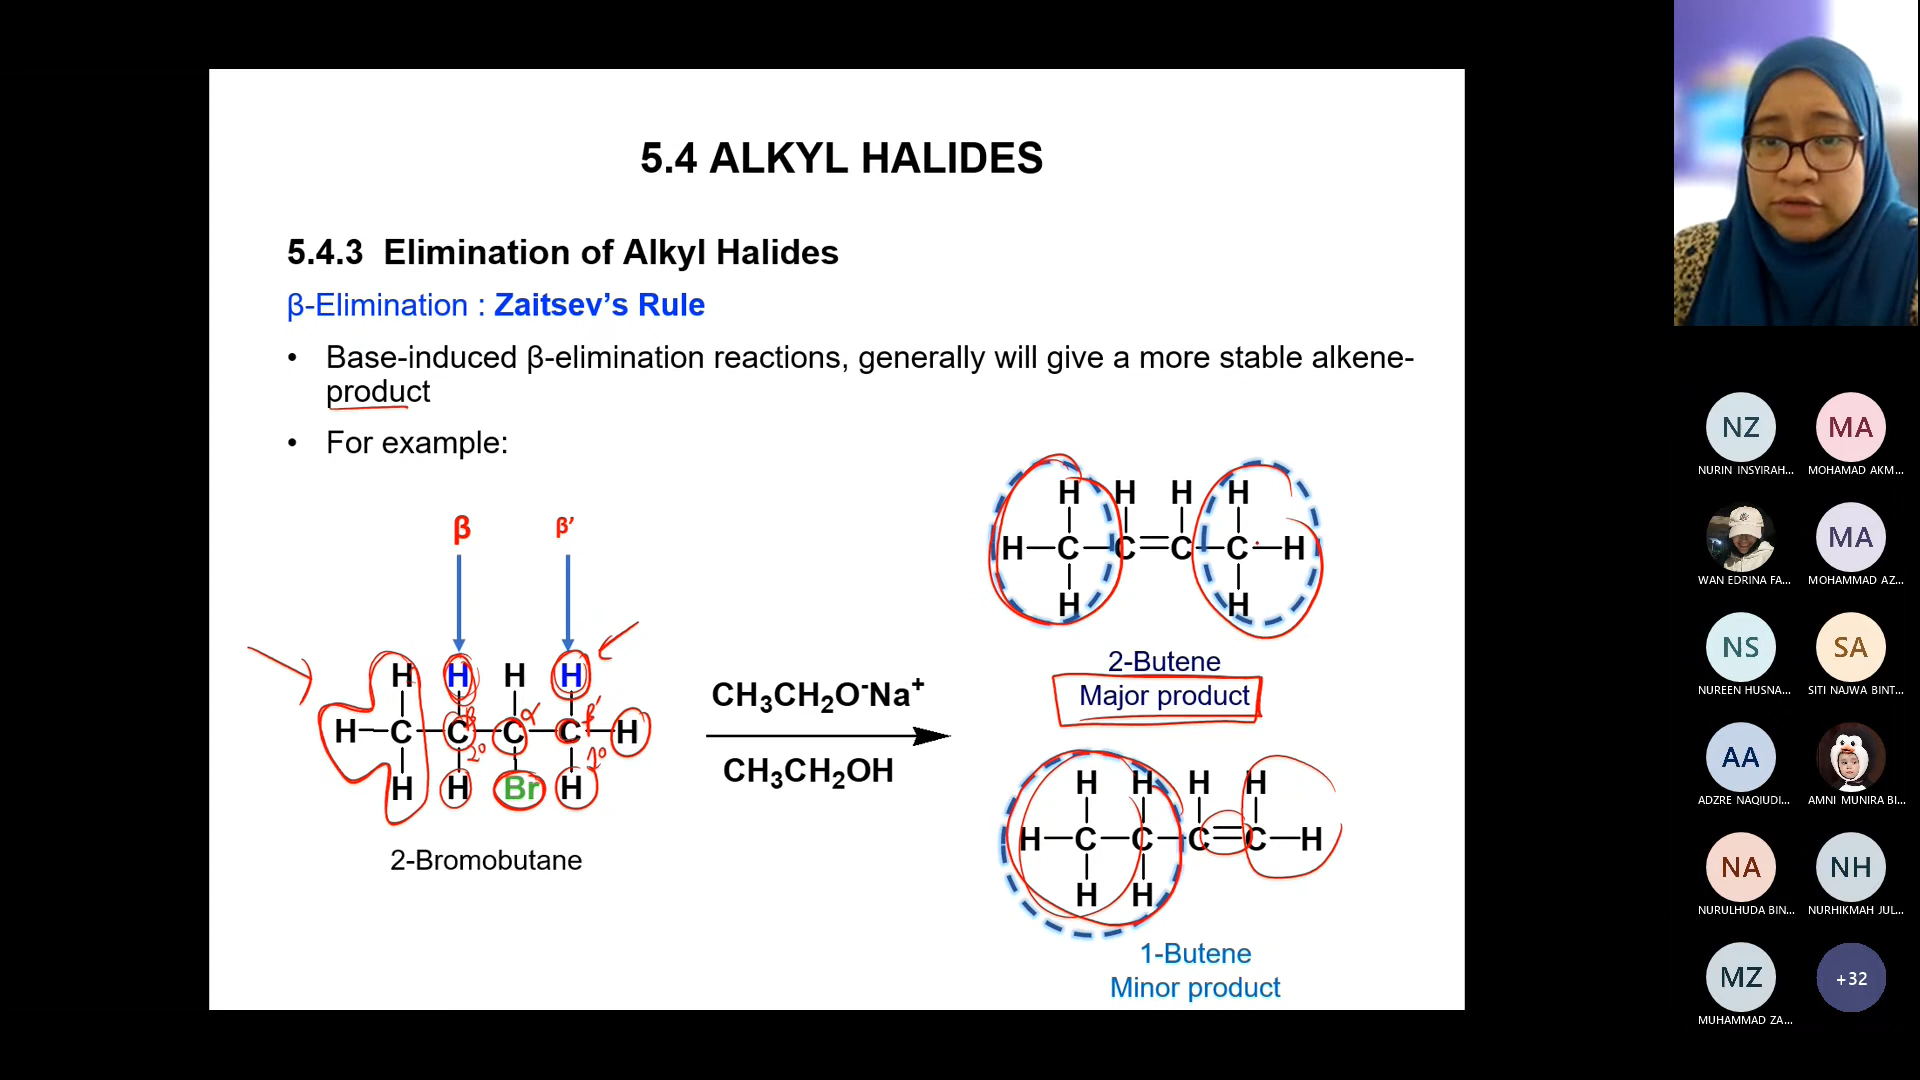 5.4 ALKYL HALIDES
5.4.3 Elimination of Alkyl Halides
β-Elimination : Zaitsev’s Rule
• Base-induced β-elimination reactions, generally will give a more stable alkene-
product
• For example:
β β’
H H H H
H C C C C H
H H Br H
α β' 2° 1°
2-Bromobutane
CH₃CH₂O⁻Na⁺
CH₃CH₂OH
H H H H
H C C C C H
H H
2-Butene
Major product
H H H H
H C C C C H
H H
1-Butene
Minor product
NZ MA
NURIN INSYIRAH... MOHAMAD AKM...
MA
WAN EDRINA FA... MOHAMMAD AZ...
NS SA
NUREEN HUSNA... SITI NAJWA BINT...
AA
ADZRE NAQIUDI... AMNI MUNIRA BI...
NA NH
NURULHUDA BIN... NURHIKMAH JUL...
MZ +32
MUHAMMAD ZA...